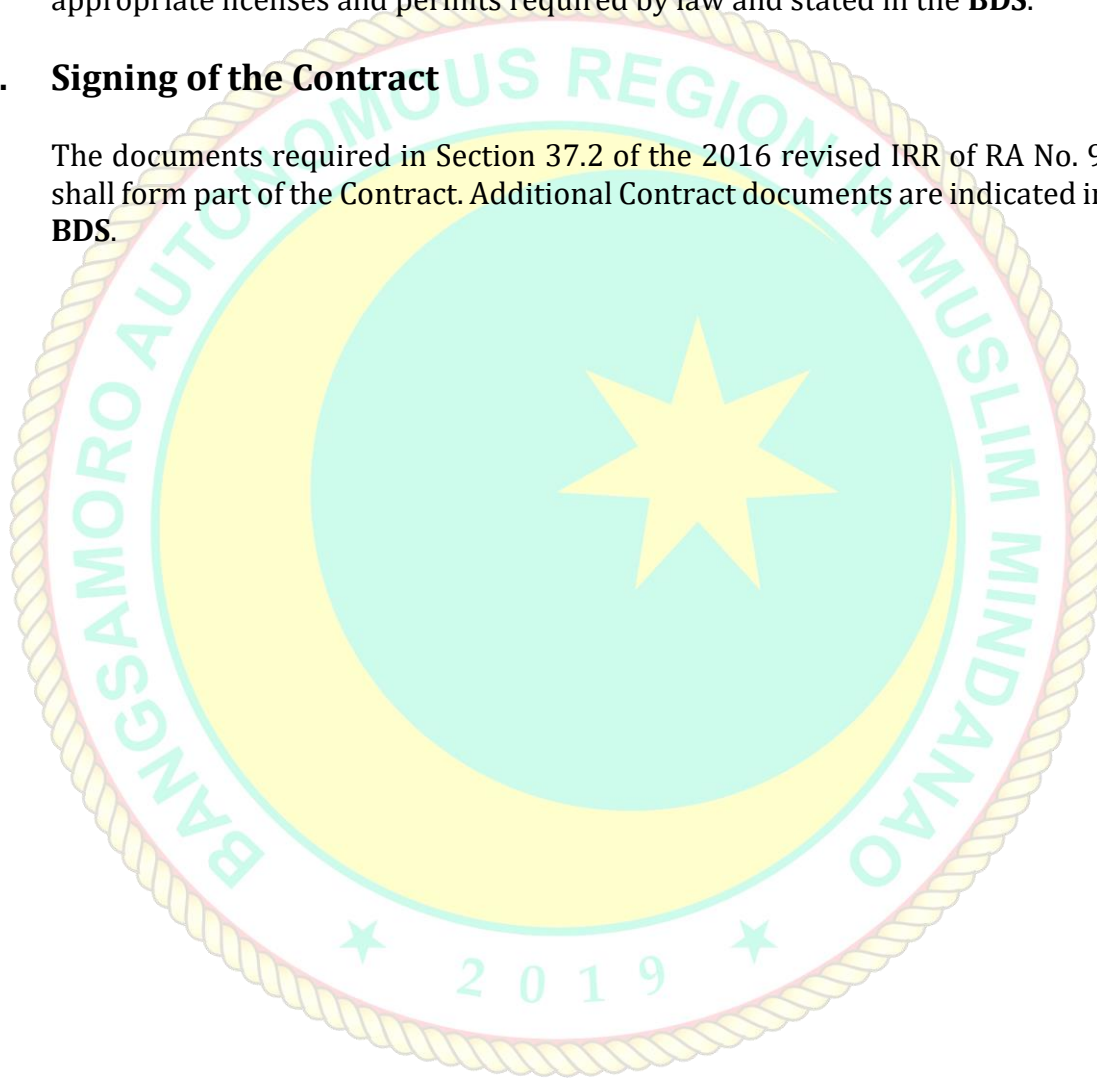 appropriate licenses and permits required by law and stated in the BDS.
. Signing of the Contract
The documents required in Section 37.2 of the 2016 revised IRR of RA No. 9
shall form part of the Contract. Additional Contract documents are indicated in
BDS.
BANGSAMORO AUTONOMOUS REGION IN MUSLIM MINDANAO
2019